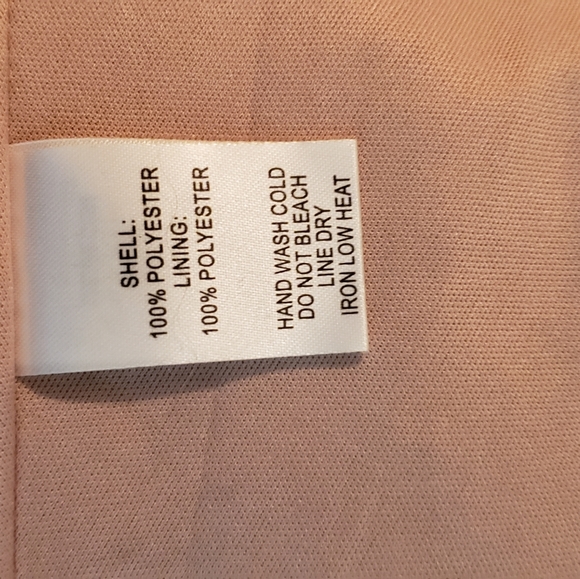 SHELL:
100% POLYESTER
LINING:
100% POLYESTER
HAND WASH COLD
DO NOT BLEACH
LINE DRY
IRON LOW HEAT